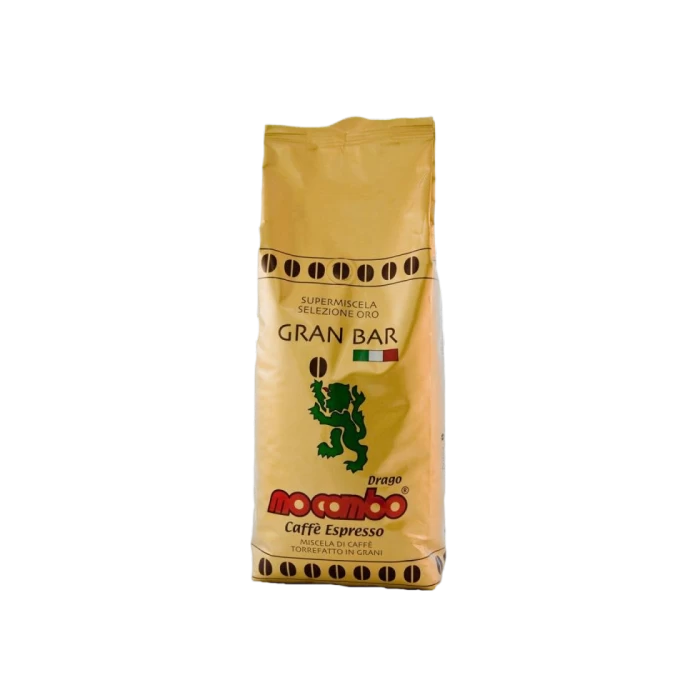 SUPERMISCELA
SELEZIONE ORO
GRAN BAR
Drago
mocambo®
Caffè Espresso
MISCELA DI CAFFÈ
TORREFATTO IN GRANI